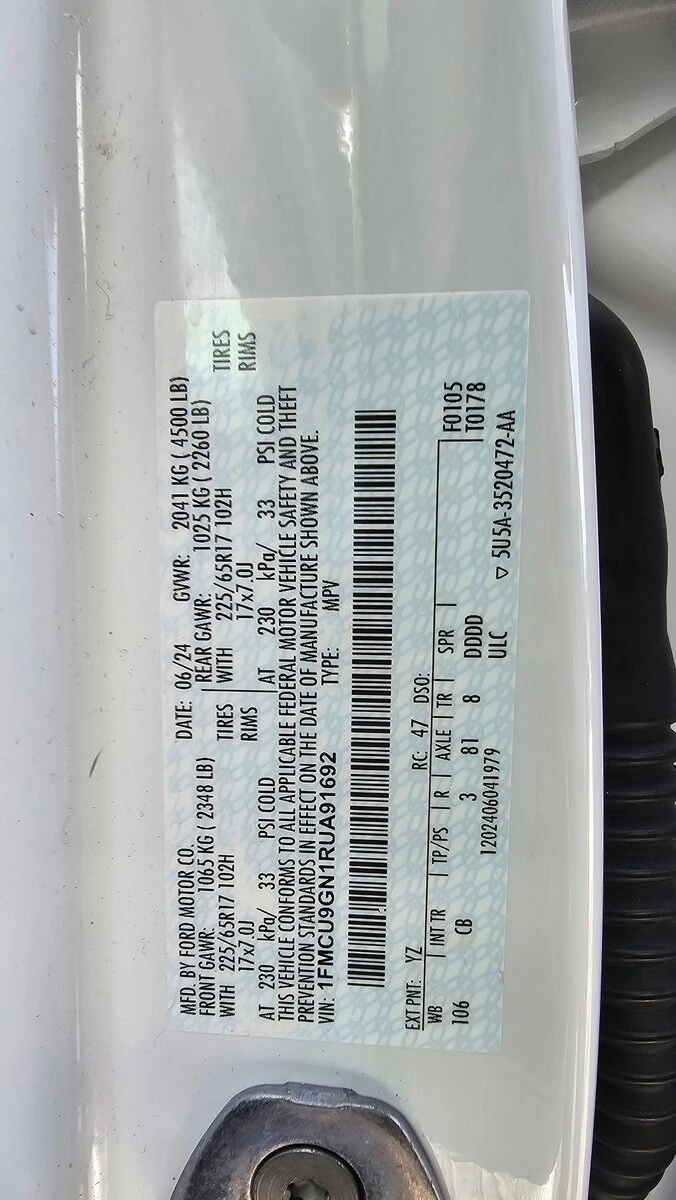 MFD. BY FORD MOTOR CO.
DATE: 06/24 GVWR: 2041 KG ( 4500 LB)
FRONT GAWR: 1065 KG ( 2348 LB) REAR GAWR: 1025 KG ( 2260 LB)
WITH 225/65R17 102H TIRES WITH 225/65R17 102H TIRES
17x7.0J RIMS 17x7.0J RIMS
AT 230 kPa/ 33 PSI COLD AT 230 kPa/ 33 PSI COLD
THIS VEHICLE CONFORMS TO ALL APPLICABLE FEDERAL MOTOR VEHICLE SAFETY AND THEFT
PREVENTION STANDARDS IN EFFECT ON THE DATE OF MANUFACTURE SHOWN ABOVE.
VIN: 1FMCU9GN1RUA91692 TYPE: MPV
EXT PNT: YZ RC: 47 DSO: F0105
WB INT TR TP/PS R AXLE TR SPR T0178
106 CB 3 81 8 DDDD
1202406041979 ULC ▽ 5U5A-3520472-AA